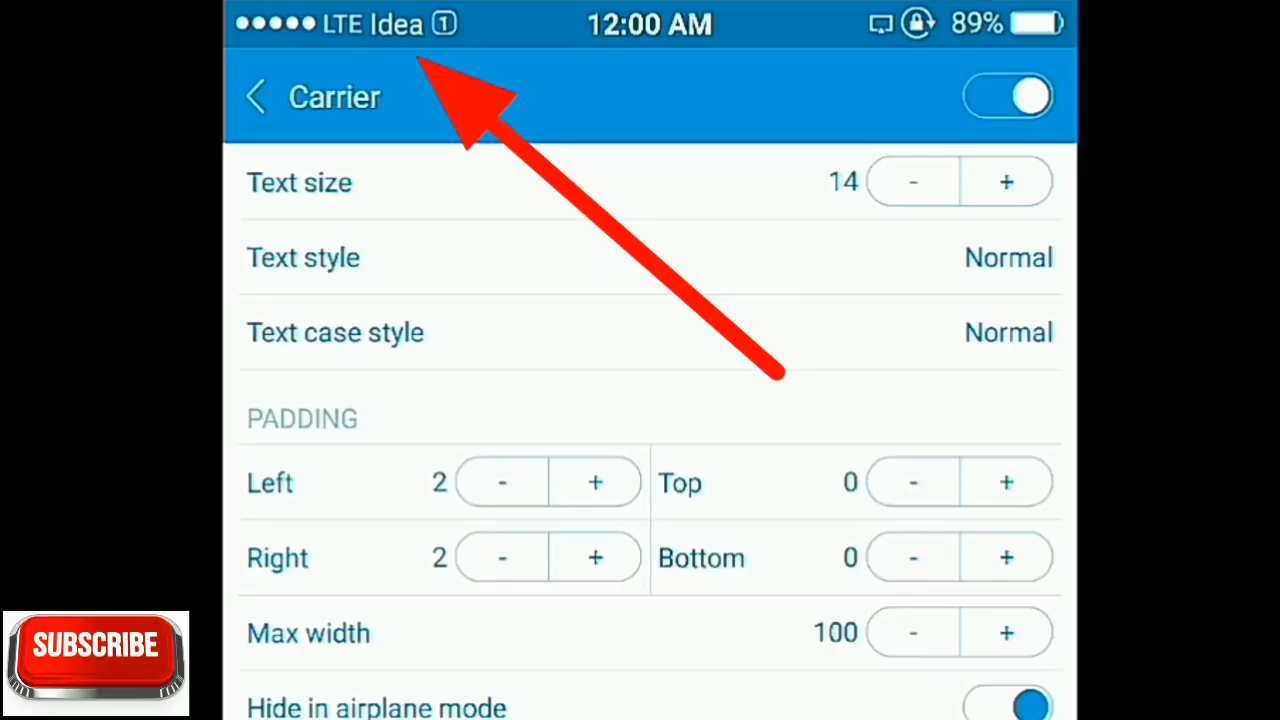 LTE Idea 1 12:00 AM 89%
Carrier
Text size 14 - +
Text style Normal
Text case style Normal
PADDING
Left 2 - + Top 0 - +
Right 2 - + Bottom 0 - +
Max width 100 - +
Hide in airplane mode
SUBSCRIBE